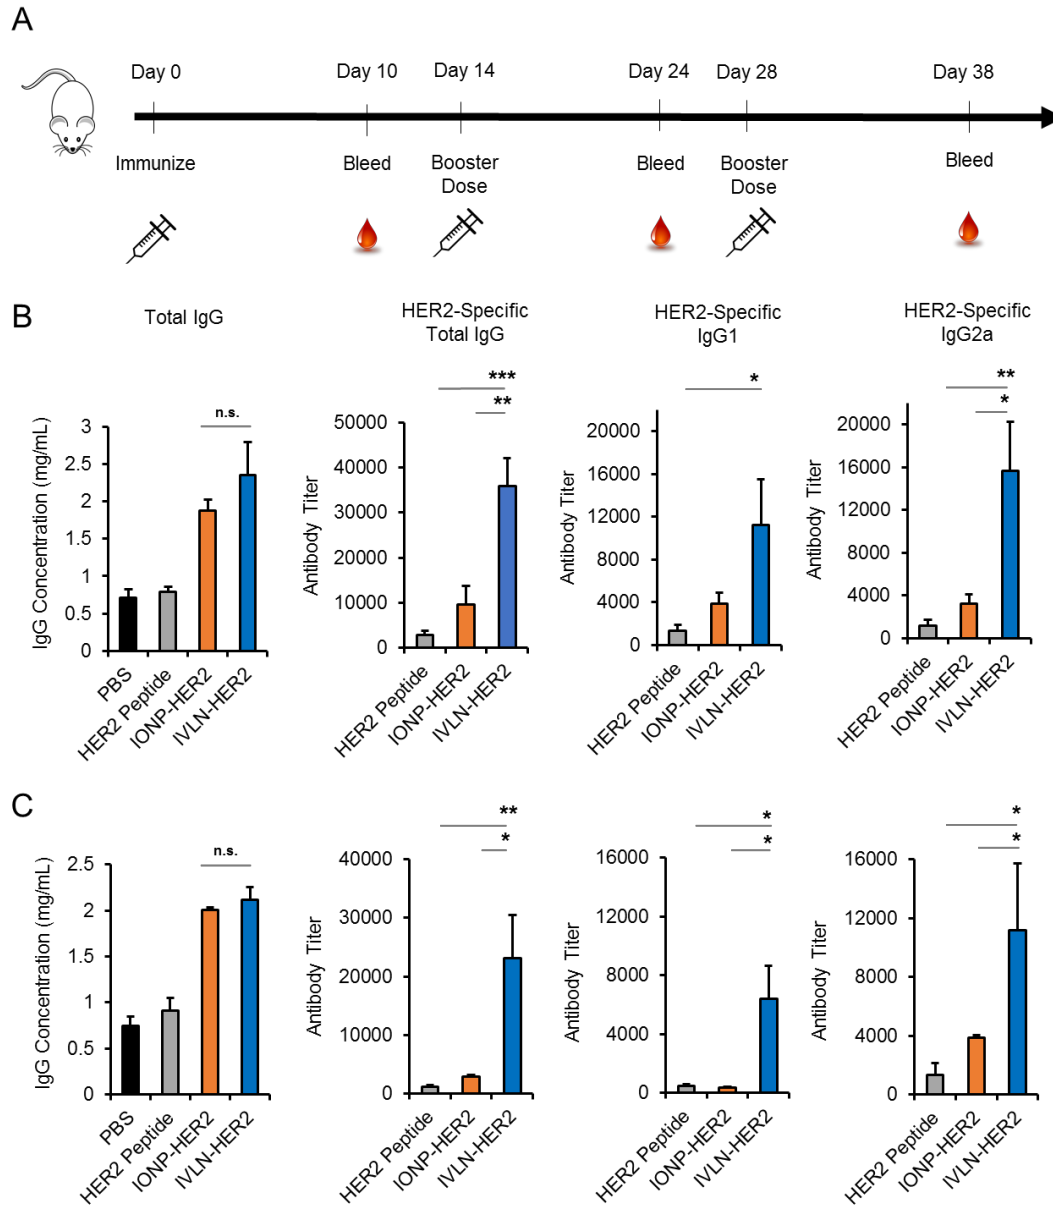 A
Day 0
Day 10
Day 14
Day 24
Day 28
Day 38
Immunize
Bleed
Booster
Dose
Bleed
Booster
Dose
Bleed
B
Total IgG
HER2-Specific
Total IgG
HER2-Specific
IgG1
HER2-Specific
IgG2a
IgG Concentration (mg/mL)
3
2.5
2
1.5
1
0.5
0
n.s.
PBS
HER2 Peptide
IONP-HER2
IVLN-HER2
Antibody Titer
50000
40000
30000
20000
10000
0
***
**
HER2 Peptide
IONP-HER2
IVLN-HER2
Antibody Titer
20000
16000
12000
8000
4000
0
*
HER2 Peptide
IONP-HER2
IVLN-HER2
Antibody Titer
20000
16000
12000
8000
4000
0
**
*
HER2 Peptide
IONP-HER2
IVLN-HER2
C
IgG Concentration (mg/mL)
2.5
2
1.5
1
0.5
0
n.s.
PBS
HER2 Peptide
IONP-HER2
IVLN-HER2
Antibody Titer
40000
30000
20000
10000
0
**
*
HER2 Peptide
IONP-HER2
IVLN-HER2
Antibody Titer
16000
12000
8000
4000
0
*
*
HER2 Peptide
IONP-HER2
IVLN-HER2
Antibody Titer
16000
12000
8000
4000
0
*
*
HER2 Peptide
IONP-HER2
IVLN-HER2